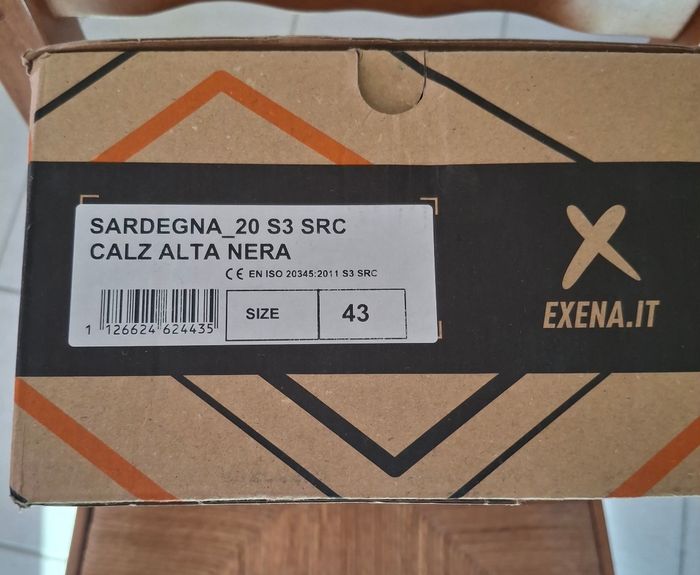 SARDEGNA_20 S3 SRC
CALZ ALTA NERA
CE EN ISO 20345:2011 S3 SRC
1 126624 624435
SIZE 43
X
EXENA.IT